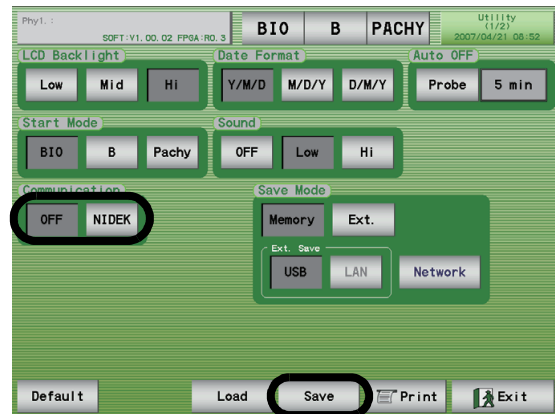 Phy1. :
SOFT:V1.00.02 FPGA:R0.3
BIO B PACHY
Utility
(1/2)
2007/04/21 08:52
LCD Backlight Date Format Auto OFF
Low Mid Hi Y/M/D M/D/Y D/M/Y Probe 5 min
Start Mode Sound
BIO B Pachy OFF Low Hi
Communication Save Mode
OFF NIDEK Memory Ext.
Ext. Save
USB LAN Network
Default Load Save Print Exit